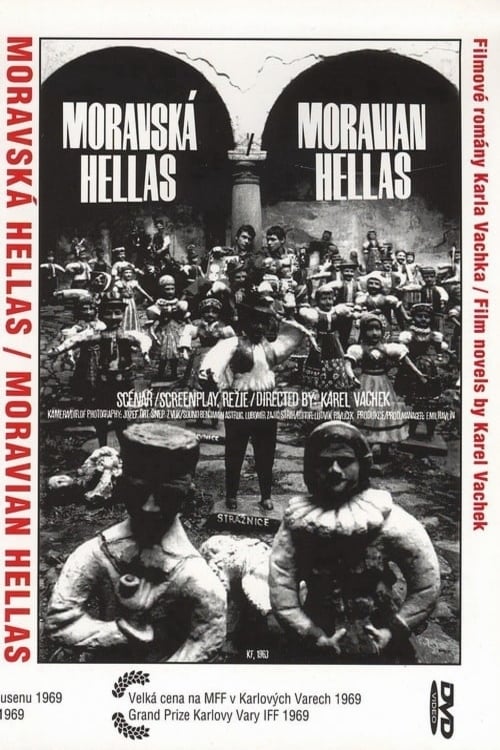 MORAVSKÁ HELLAS / MORAVIAN HELLAS
Filmové romány Karla Vachka / Film novels by Karel Vachek
MORAVSKÁ
HELLAS
MORAVIAN
HELLAS
SCÉNÁŘ/SCREENPLAY, REŽIE/DIRECTED BY: KAREL VACHEK
STRÁŽNICE
KF, 1963
usenu 1969
1969
Velká cena na MFF v Karlových Varech 1969
Grand Prize Karlovy Vary IFF 1969
DVD
VIDEO